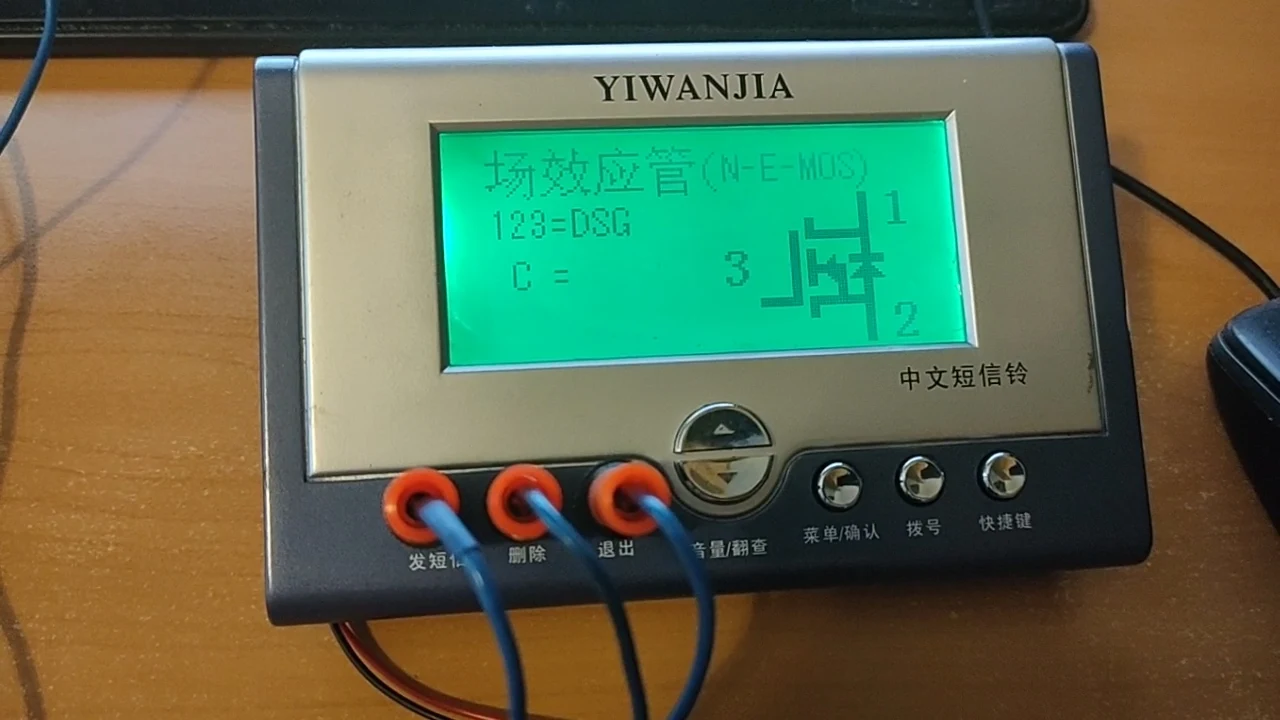 YIWANJIA
场效应管(N-E-MOS)
123=DSG
1
C =
3
2
中文短信铃
发短信
删除
退出
音量/翻查
菜单/确认
拨号
快捷键